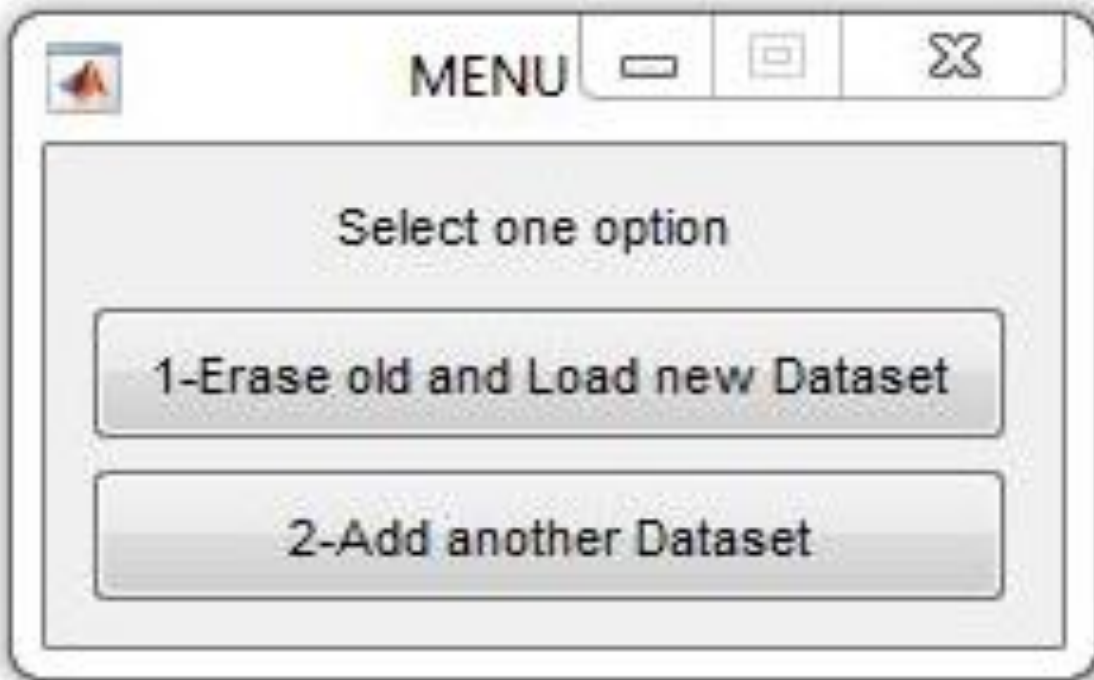 MENU
Select one option
1-Erase old and Load new Dataset
2-Add another Dataset